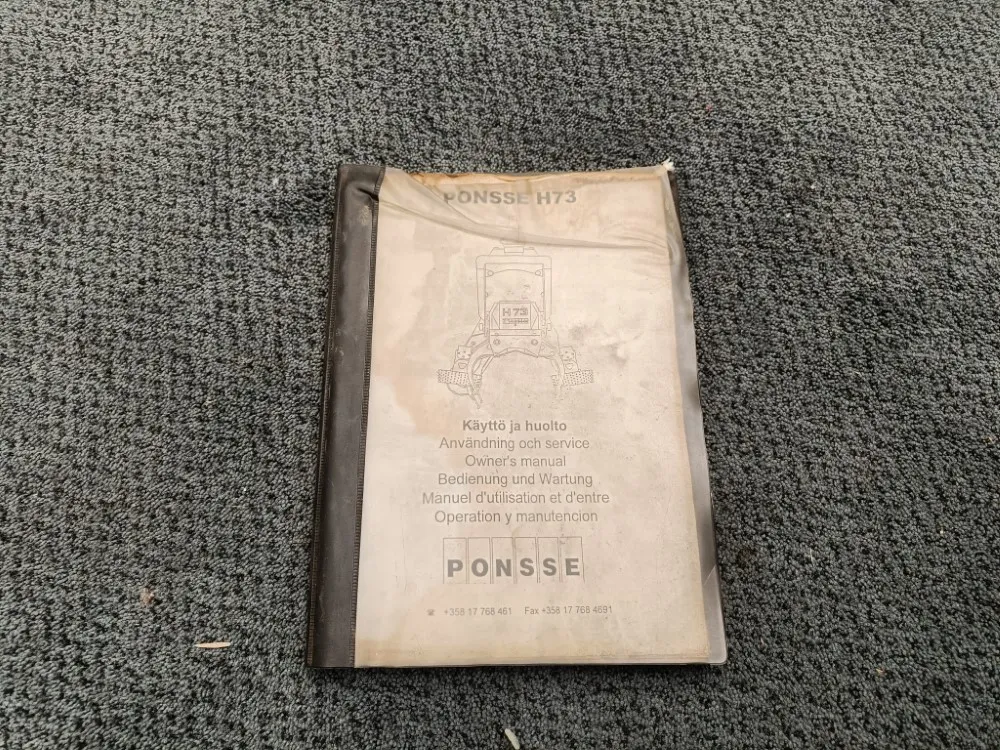 PONSSE H73
H73
Käyttö ja huolto
Användning och service
Owner's manual
Bedienung und Wartung
Manuel d'utilisation et d'entre
Operation y manutencion
PONSSE
☎ +358 17 768 461 Fax +358 17 768 4691